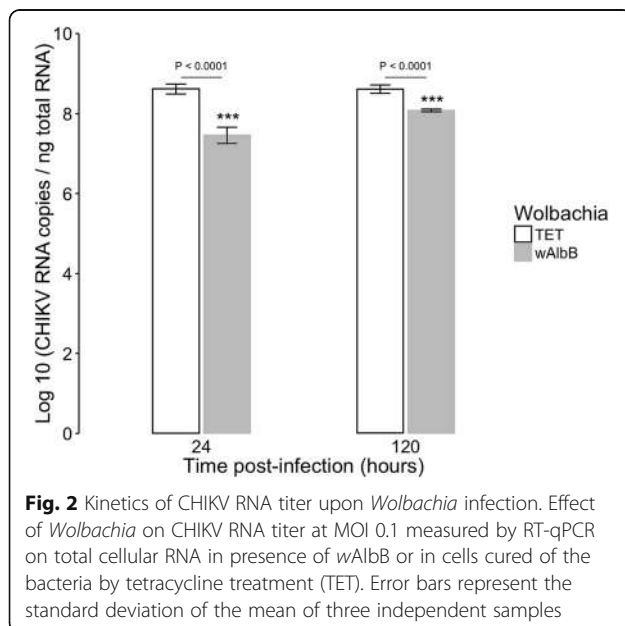 10
P < 0.0001
P < 0.0001
8
***
***
6
4
2
0
Log 10 (CHIKV RNA copies / ng total RNA)
Wolbachia
TET
wAlbB
24
120
Time post-infection (hours)
Fig. 2 Kinetics of CHIKV RNA titer upon Wolbachia infection. Effect
of Wolbachia on CHIKV RNA titer at MOI 0.1 measured by RT-qPCR
on total cellular RNA in presence of wAlbB or in cells cured of the
bacteria by tetracycline treatment (TET). Error bars represent the
standard deviation of the mean of three independent samples